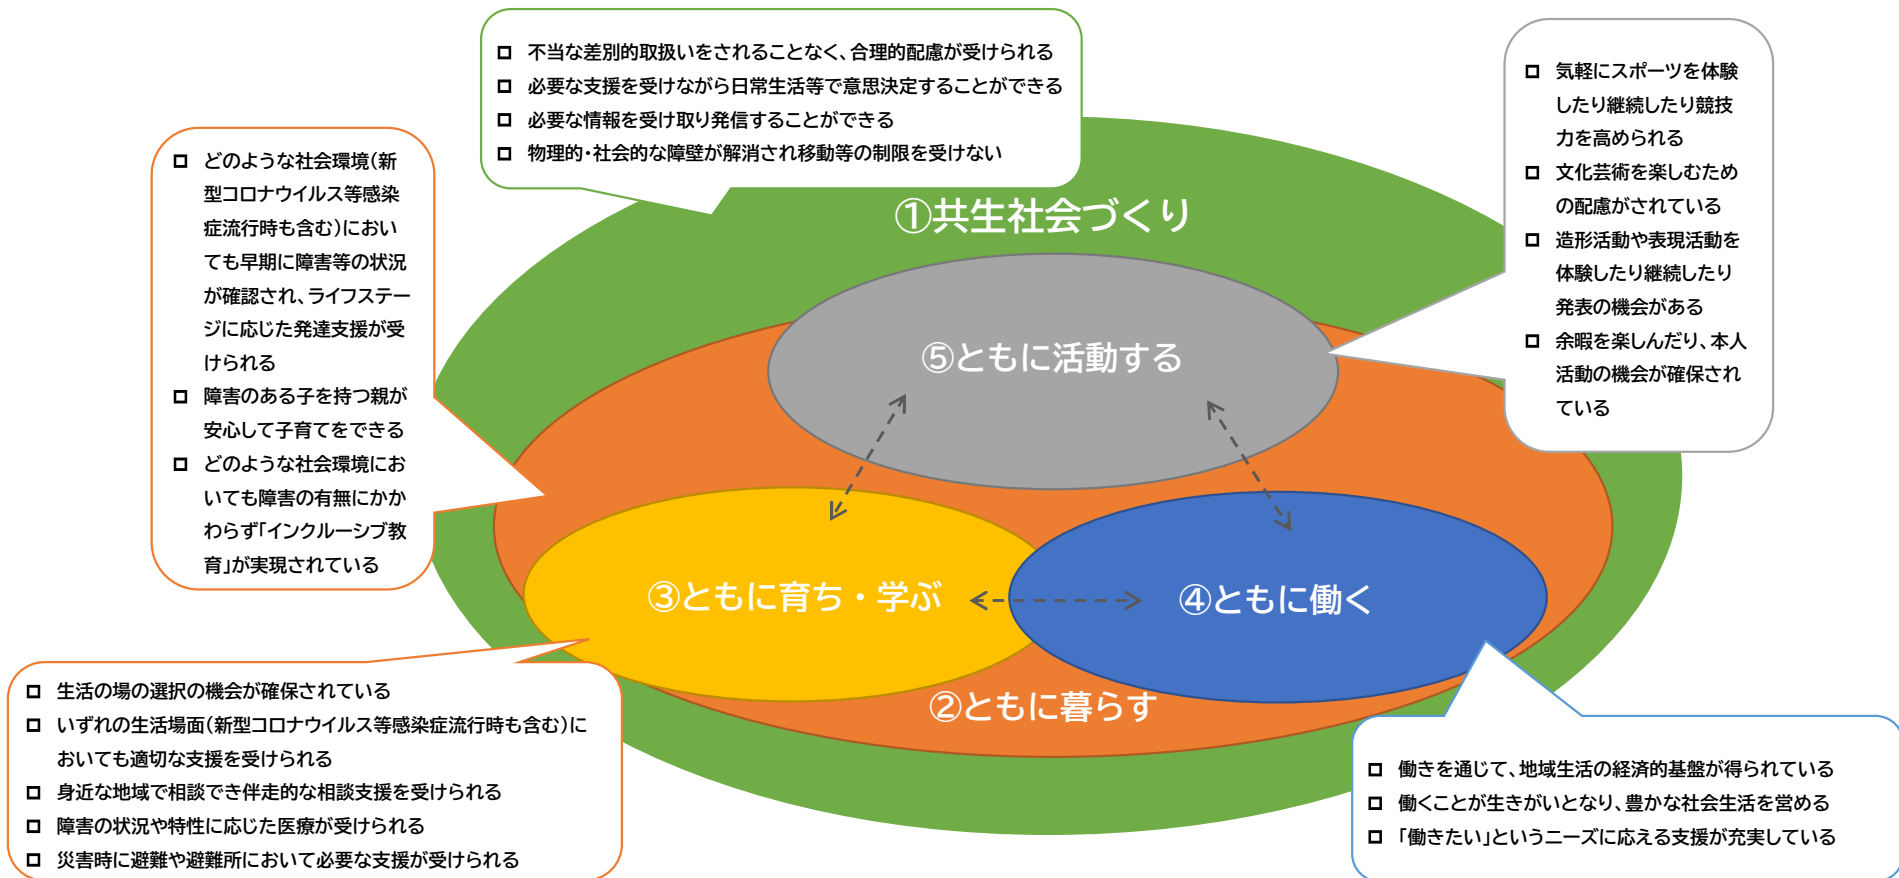 □ 不当な差別的取扱いをされることなく、合理的配慮が受けられる
□ 必要な支援を受けながら日常生活等で意思決定することができる
□ 必要な情報を受け取り発信することができる
□ 物理的・社会的な障壁が解消され移動等の制限を受けない
□ 気軽にスポーツを体験
したり継続したり競技
力を高められる
□ 文化芸術を楽しむため
の配慮がされている
□ 造形活動や表現活動を
体験したり継続したり
発表の機会がある
□ 余暇を楽しんだり、本人
活動の機会が確保され
ている
□ どのような社会環境(新
型コロナウイルス等感染
症流行時も含む)におい
ても早期に障害等の状況
が確認され、ライフステー
ジに応じた発達支援が受
けられる
□ 障害のある子を持つ親が
安心して子育てをできる
□ どのような社会環境にお
いても障害の有無にかか
わらず「インクルーシブ教
育」が実現されている
①共生社会づくり
⑤ともに活動する
③ともに育ち・学ぶ
④ともに働く
②ともに暮らす
□ 生活の場の選択の機会が確保されている
□ いずれの生活場面(新型コロナウイルス等感染症流行時も含む)に
おいても適切な支援を受けられる
□ 身近な地域で相談でき伴走的な相談支援を受けられる
□ 障害の状況や特性に応じた医療が受けられる
□ 災害時に避難や避難所において必要な支援が受けられる
□ 働きを通じて、地域生活の経済的基盤が得られている
□ 働くことが生きがいとなり、豊かな社会生活を営める
□ 「働きたい」というニーズに応える支援が充実している